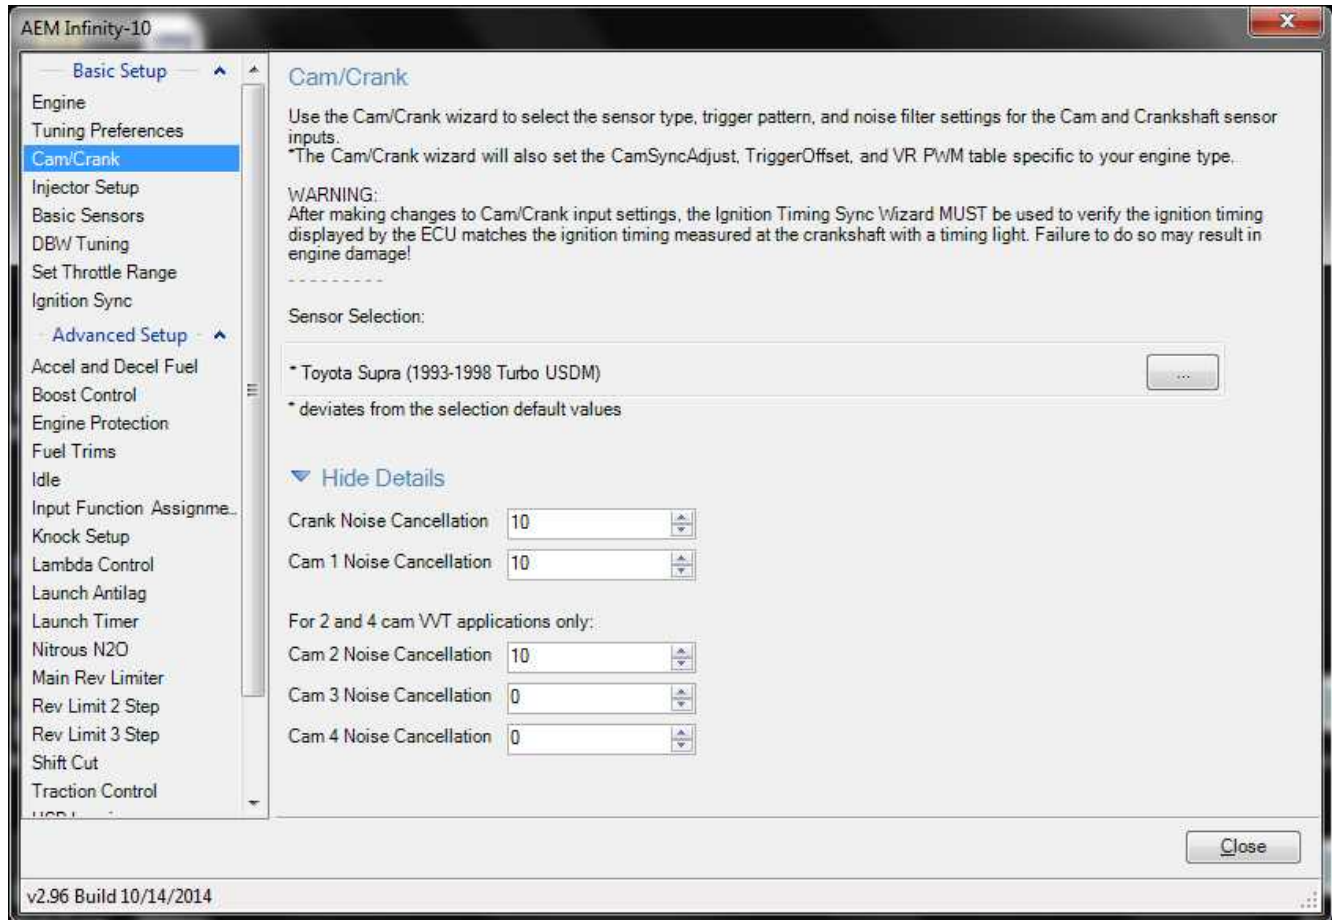 AEM Infinity-10
Basic Setup
Engine
Tuning Preferences
Cam/Crank
Injector Setup
Basic Sensors
DBW Tuning
Set Throttle Range
Ignition Sync
Advanced Setup
Accel and Decel Fuel
Boost Control
Engine Protection
Fuel Trims
Idle
Input Function Assignme..
Knock Setup
Lambda Control
Launch Antilag
Launch Timer
Nitrous N2O
Main Rev Limiter
Rev Limit 2 Step
Rev Limit 3 Step
Shift Cut
Traction Control
Cam/Crank
Use the Cam/Crank wizard to select the sensor type, trigger pattern, and noise filter settings for the Cam and Crankshaft sensor
inputs.
*The Cam/Crank wizard will also set the CamSyncAdjust, TriggerOffset, and VR PWM table specific to your engine type.
WARNING:
After making changes to Cam/Crank input settings, the Ignition Timing Sync Wizard MUST be used to verify the ignition timing
displayed by the ECU matches the ignition timing measured at the crankshaft with a timing light. Failure to do so may result in
engine damage!
- - - - - - - - -
Sensor Selection:
* Toyota Supra (1993-1998 Turbo USDM)
...
* deviates from the selection default values
Hide Details
Crank Noise Cancellation 10
Cam 1 Noise Cancellation 10
For 2 and 4 cam VVT applications only:
Cam 2 Noise Cancellation 10
Cam 3 Noise Cancellation 0
Cam 4 Noise Cancellation 0
Close
v2.96 Build 10/14/2014